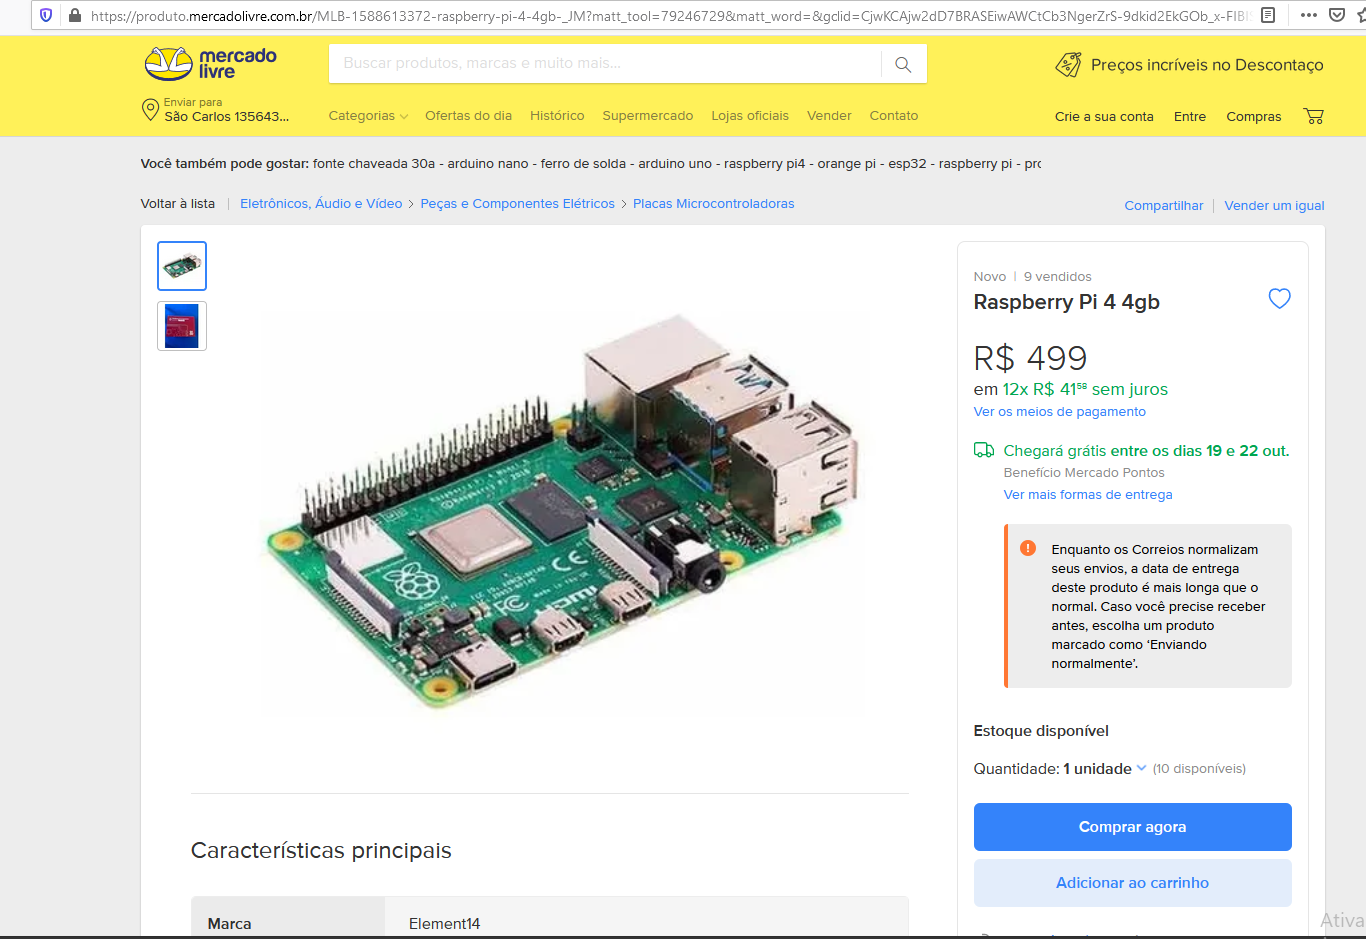 https://produto.mercadolivre.com.br/MLB-1588613372-raspberry-pi-4-4gb-_JM?matt_tool=79246729&matt_word=&gclid=CjwKCAjw2dD7BRASEiwAWCtCb3NgerZrS-9dkid2EkGOb_x-FIBI
mercado
livre
Buscar produtos, marcas e muito mais...
Preços incríveis no Descontaço
Enviar para
São Carlos 135643...
Categorias Ofertas do dia Histórico Supermercado Lojas oficiais Vender Contato
Crie a sua conta Entre Compras
Você também pode gostar: fonte chaveada 30a - arduino nano - ferro de solda - arduino uno - raspberry pi4 - orange pi - esp32 - raspberry pi - pro
Voltar à lista | Eletrônicos, Áudio e Vídeo > Peças e Componentes Elétricos > Placas Microcontroladoras
Compartilhar | Vender um igual
Novo | 9 vendidos
Raspberry Pi 4 4gb
R$ 499
em 12x R$ 41⁵⁸ sem juros
Ver os meios de pagamento
Chegará grátis entre os dias 19 e 22 out.
Benefício Mercado Pontos
Ver mais formas de entrega
Enquanto os Correios normalizam
seus envios, a data de entrega
deste produto é mais longa que o
normal. Caso você precise receber
antes, escolha um produto
marcado como ‘Enviando
normalmente’.
Estoque disponível
Quantidade: 1 unidade (10 disponíveis)
Comprar agora
Adicionar ao carrinho
HDMI
FC
CE
Características principais
Marca Element14
Ativa